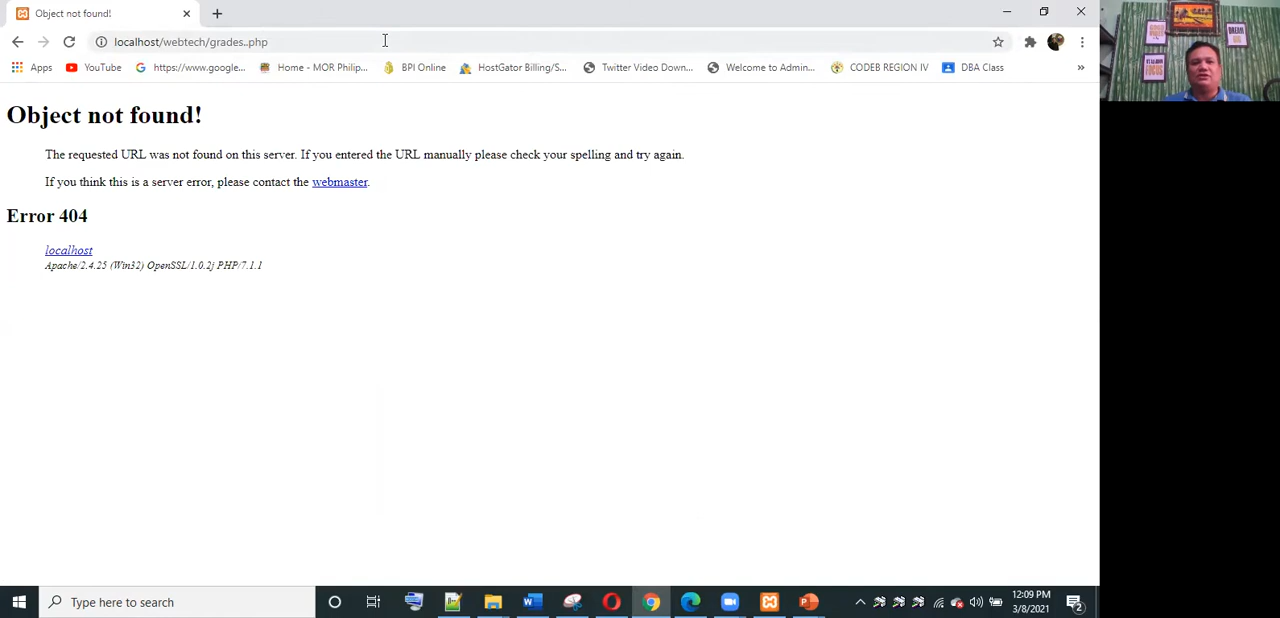 Object not found!
localhost/webtech/grades..php
Apps YouTube https://www.google... Home - MOR Philip... BPI Online HostGator Billing/S... Twitter Video Down... Welcome to Admin... CODEB REGION IV DBA Class »
Object not found!
The requested URL was not found on this server. If you entered the URL manually please check your spelling and try again.
If you think this is a server error, please contact the webmaster.
Error 404
localhost
Apache/2.4.25 (Win32) OpenSSL/1.0.2j PHP/7.1.1
DREAM
FOCUS
Type here to search
12:09 PM
3/8/2021
2